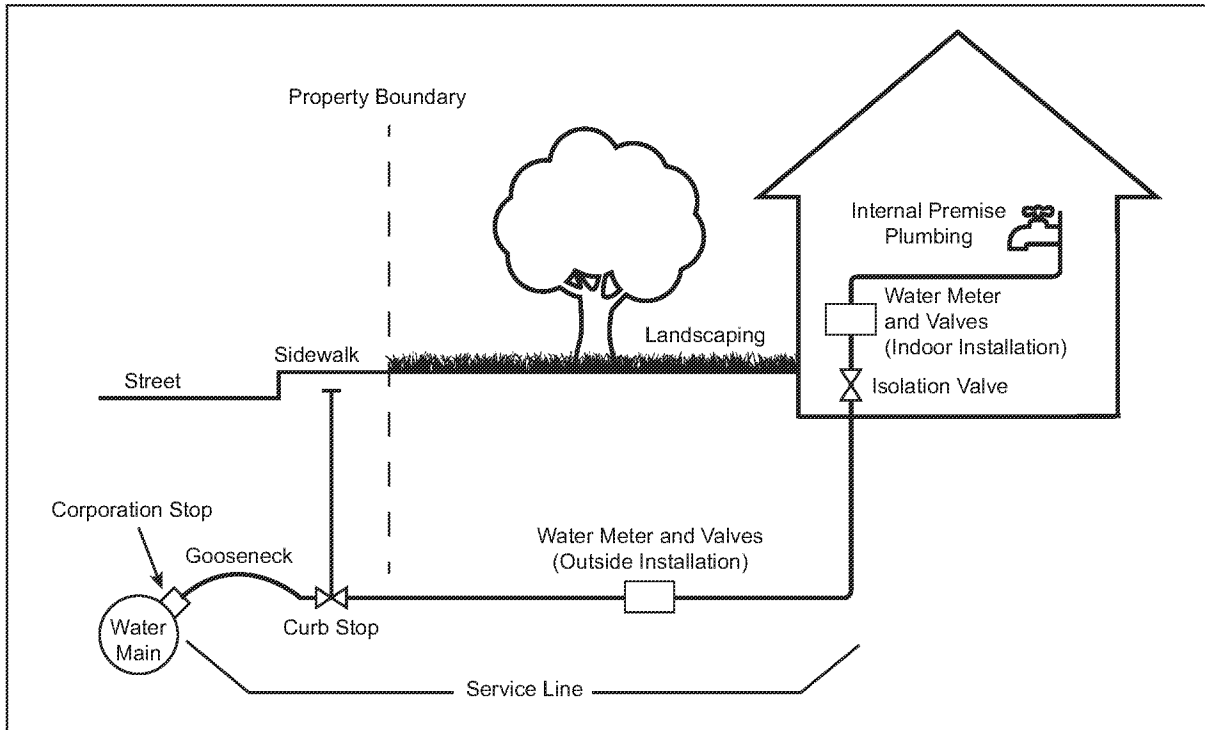 Property Boundary
Internal Premise
Plumbing
Water Meter
and Valves
(Indoor Installation)
Landscaping
Sidewalk
Street
Isolation Valve
Corporation Stop
Gooseneck
Water Meter and Valves
(Outside Installation)
Water
Main
Curb Stop
Service Line